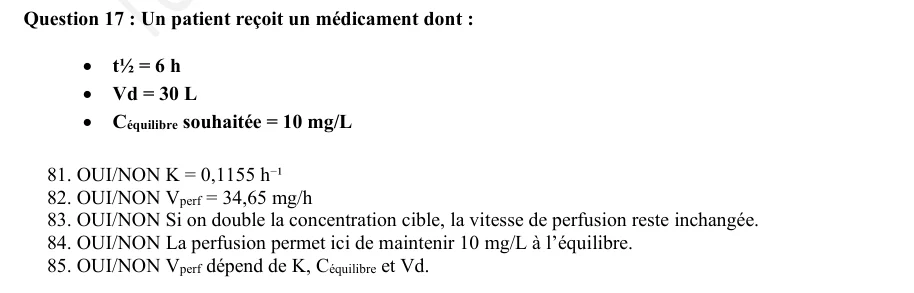 Question 17 : Un patient reçoit un médicament dont :
• t½ = 6 h
• Vd = 30 L
• Céquilibre souhaitée = 10 mg/L
81. OUI/NON K = 0,1155 h⁻¹
82. OUI/NON Vperf = 34,65 mg/h
83. OUI/NON Si on double la concentration cible, la vitesse de perfusion reste inchangée.
84. OUI/NON La perfusion permet ici de maintenir 10 mg/L à l’équilibre.
85. OUI/NON Vperf dépend de K, Céquilibre et Vd.